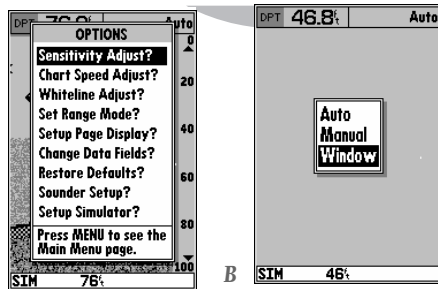 DPT 76.0ft Auto
OPTIONS
Sensitivity Adjust?
Chart Speed Adjust?
Whiteline Adjust?
Set Range Mode?
Setup Page Display?
Change Data Fields?
Restore Defaults?
Sounder Setup?
Setup Simulator?
Press MENU to see the
Main Menu page.
0
20
40
60
80
100
SIM 76ft
B
DPT 46.8ft Auto
Auto
Manual
Window
SIM 46ft